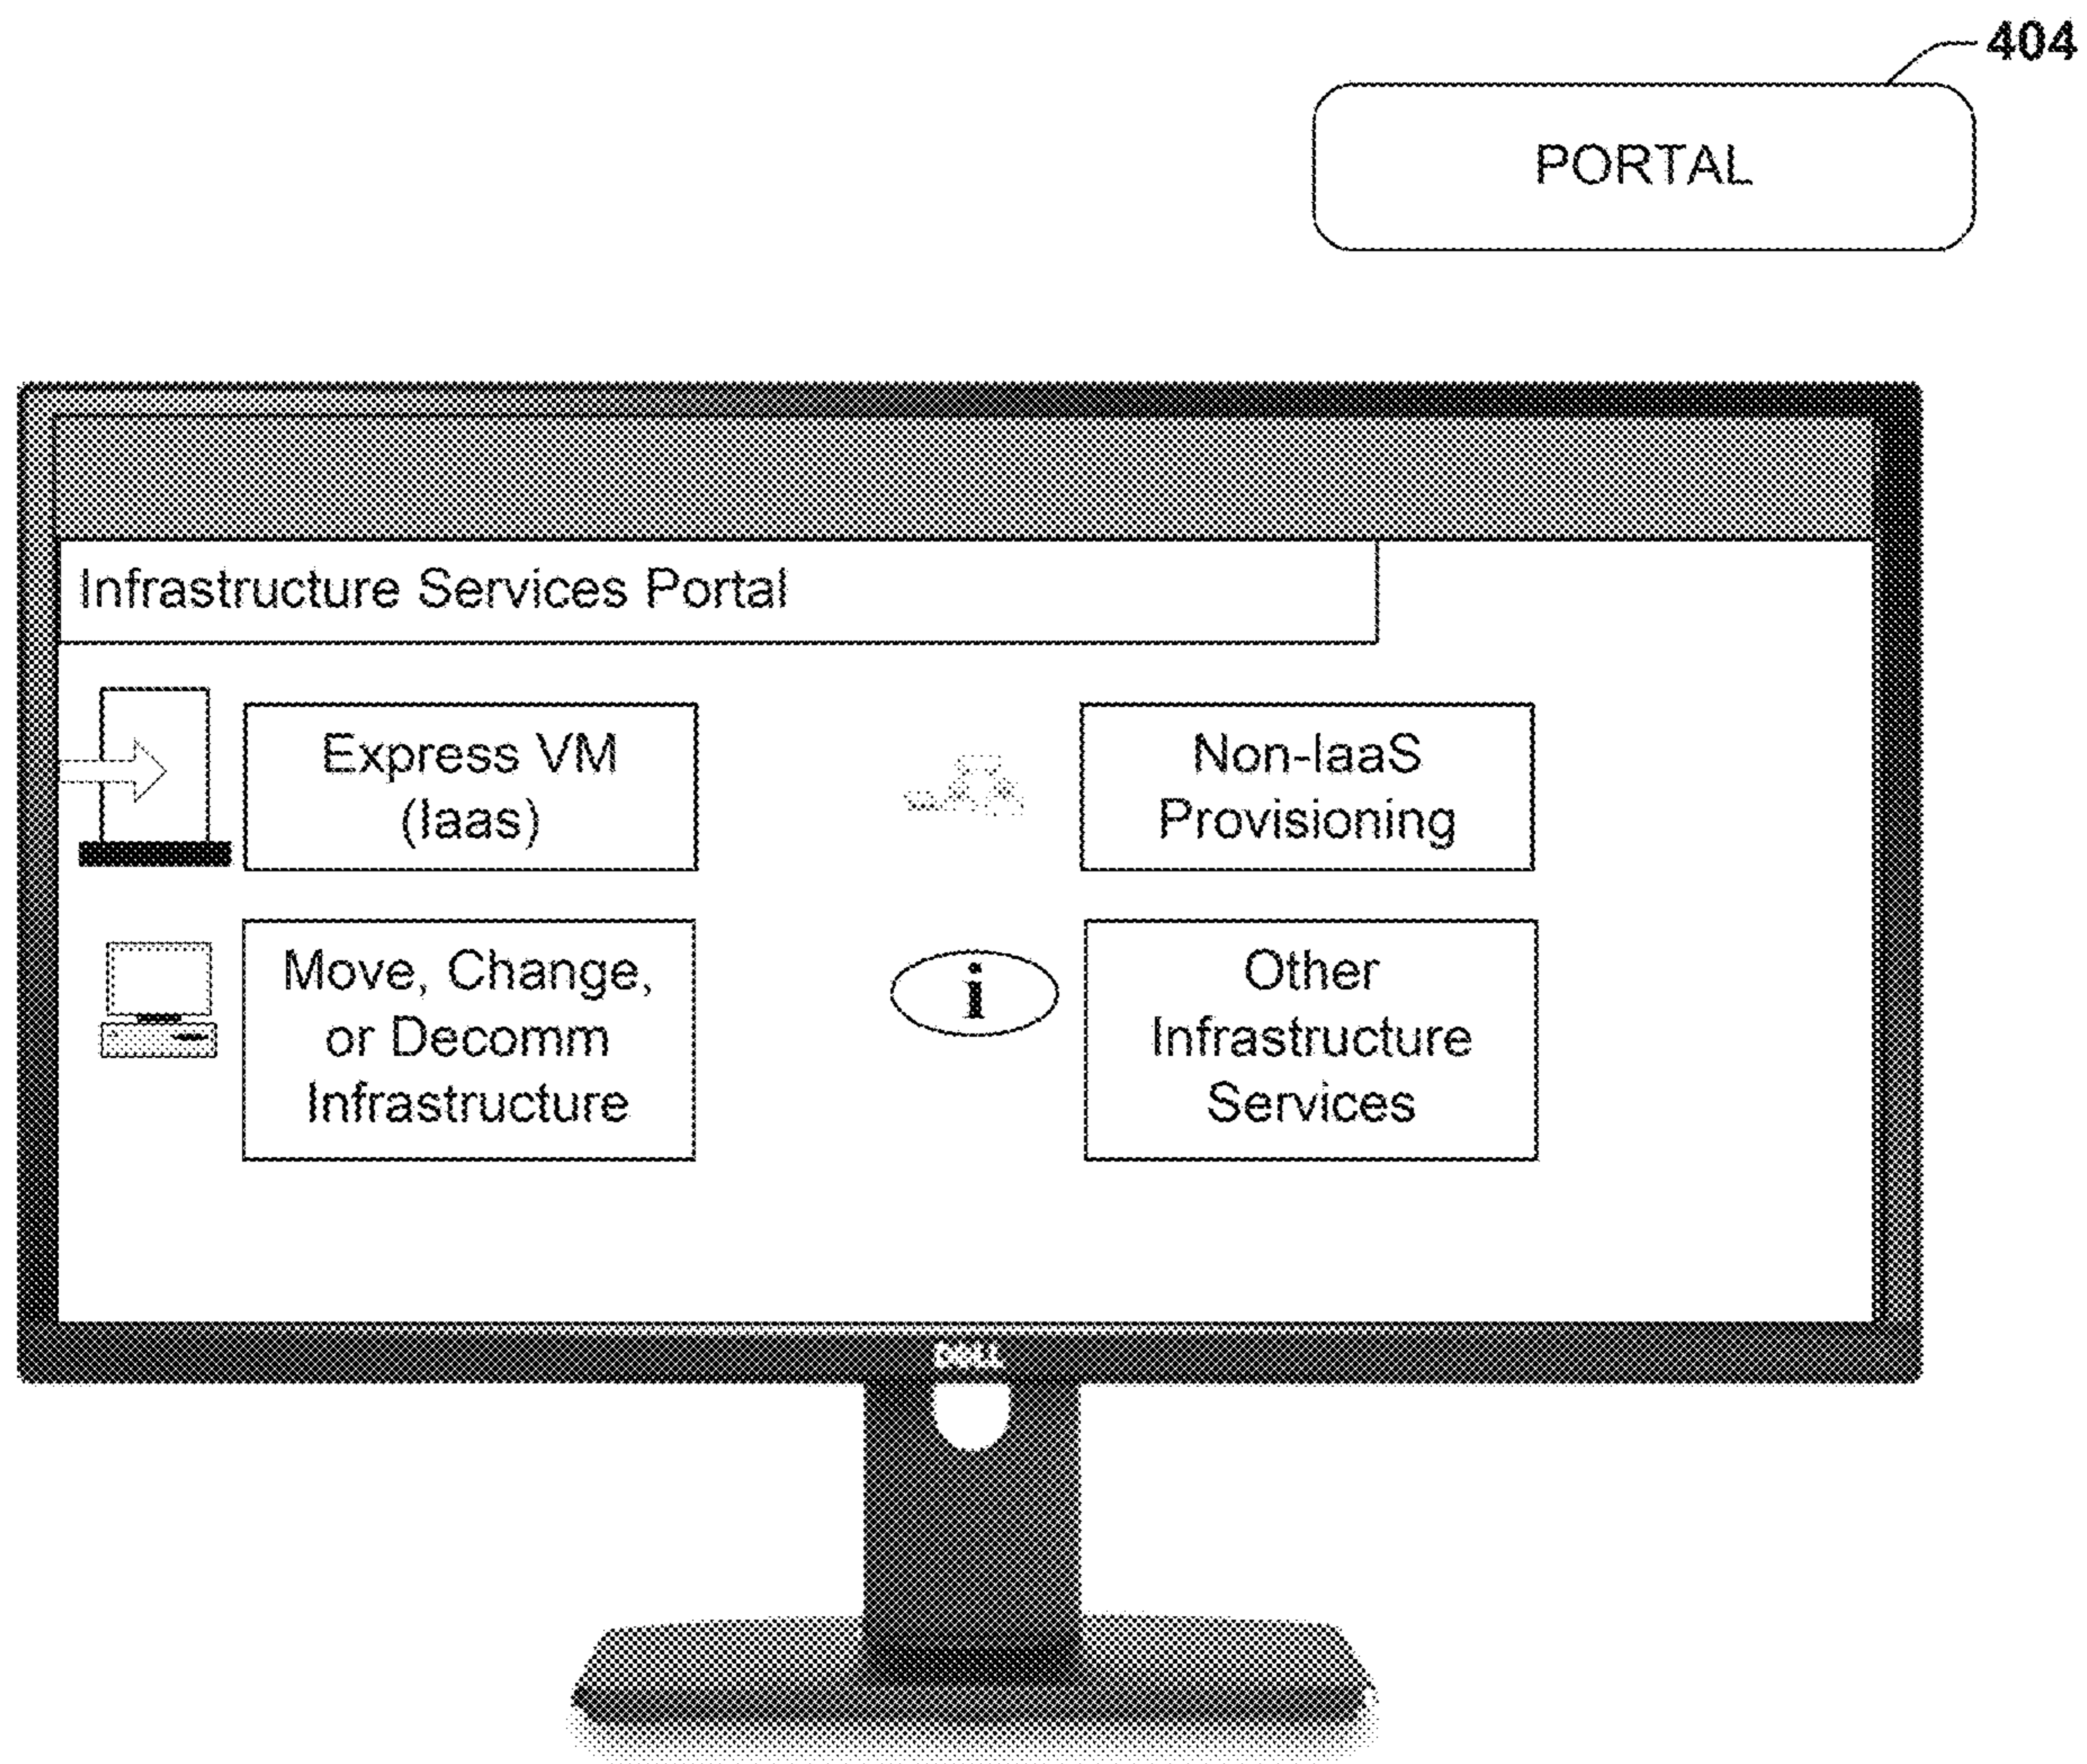 404
PORTAL
Infrastructure Services Portal
Express VM
(Iaas)
Non-IaaS
Provisioning
Move, Change,
or Decomm
Infrastructure
i
Other
Infrastructure
Services
DELL